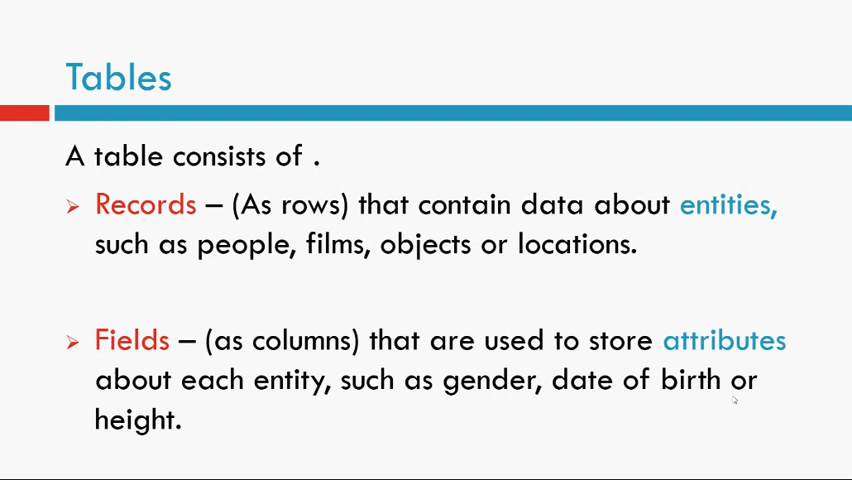 Tables
A table consists of .
Records – (As rows) that contain data about entities,
such as people, films, objects or locations.
Fields – (as columns) that are used to store attributes
about each entity, such as gender, date of birth or
height.